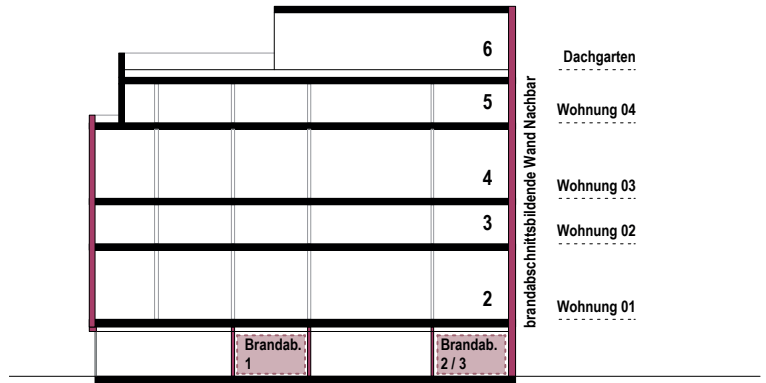 6
Dachgarten
5
Wohnung 04
4
Wohnung 03
3
Wohnung 02
2
Wohnung 01
brandabschnittsbildende Wand Nachbar
Brandab.
1
Brandab.
2 / 3